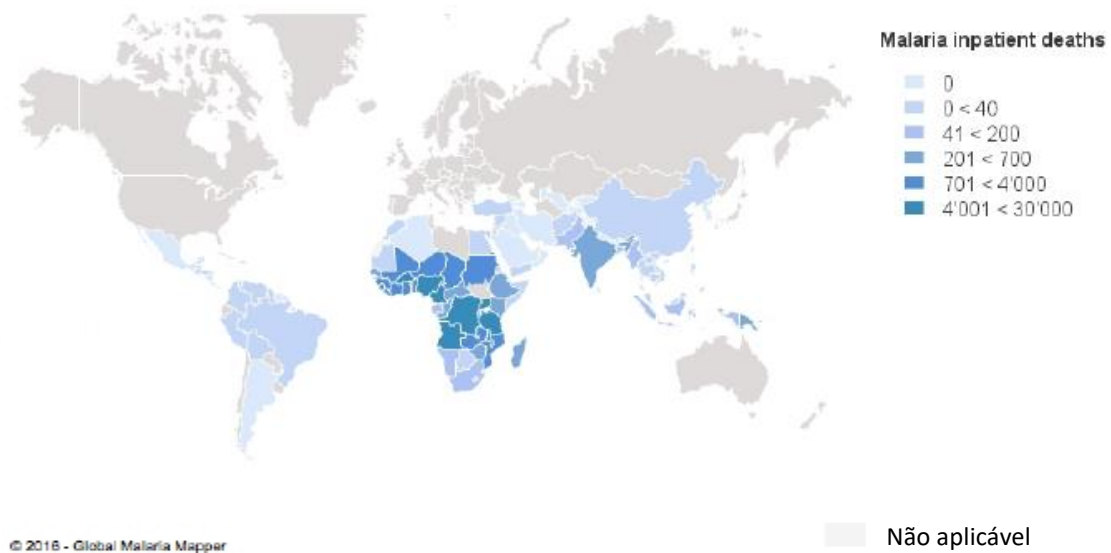 Malaria inpatient deaths
0
0 < 40
41 < 200
201 < 700
701 < 4'000
4'001 < 30'000
© 2016 - Global Malaria Mapper
Não aplicável